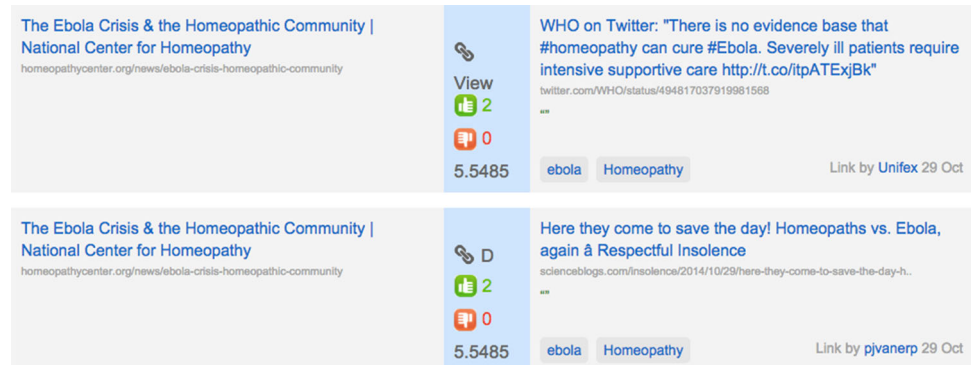 The Ebola Crisis & the Homeopathic Community |
National Center for Homeopathy
homeopathycenter.org/news/ebola-crisis-homeopathic-community
View
2
0
5.5485
WHO on Twitter: "There is no evidence base that
#homeopathy can cure #Ebola. Severely ill patients require
intensive supportive care http://t.co/itpATExjBk"
twitter.com/WHO/status/494817037919981568
“”
ebola Homeopathy Link by Unifex 29 Oct
The Ebola Crisis & the Homeopathic Community |
National Center for Homeopathy
homeopathycenter.org/news/ebola-crisis-homeopathic-community
D
2
0
5.5485
Here they come to save the day! Homeopaths vs. Ebola,
again â Respectful Insolence
scienceblogs.com/insolence/2014/10/29/here-they-come-to-save-the-day-h..
“”
ebola Homeopathy Link by pjvanerp 29 Oct